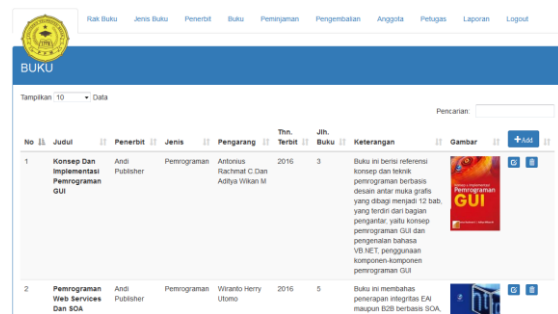 Rak Buku Jenis Buku Penerbit Buku Peminjaman Pengembalian Anggota Petugas Laporan Logout
BUKU
Tampilkan 10 Data
Pencarian:
No Judul Penerbit Jenis Pengarang Thn. Terbit Jlh. Buku Keterangan Gambar +Add
1 Konsep Dan Implementasi Pemrograman GUI Andi Publisher Pemrograman Antonius Rachmat C.Dan Aditya Wikan M 2016 3 Buku ini berisi referensi
konsep dan teknik
pemrograman berbasis
desain antar muka grafis
yang dibagi menjadi 12 bab,
yang terdiri dari bagian
pengantar, yaitu konsep
pemrograman GUI dan
pengenalan bahasa
VB.NET, penggunaan
komponen-komponen
pemrograman GUI
Pemrograman
GUI
2 Pemrograman Web Services Dan SOA Andi Publisher Pemrograman Wiranto Herry Utomo 2016 5 Buku ini membahas
penerapan integritas EAI
maupun B2B berbasis SOA,